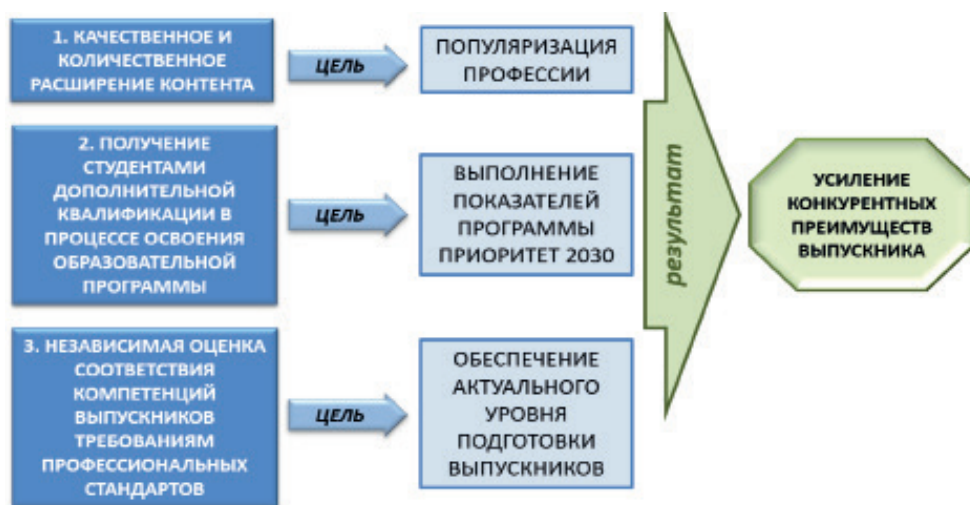 1. КАЧЕСТВЕННОЕ И
КОЛИЧЕСТВЕННОЕ
РАСШИРЕНИЕ КОНТЕНТА
ЦЕЛЬ
ПОПУЛЯРИЗАЦИЯ
ПРОФЕССИИ
2. ПОЛУЧЕНИЕ
СТУДЕНТАМИ
ДОПОЛНИТЕЛЬНОЙ
КВАЛИФИКАЦИИ В
ПРОЦЕССЕ ОСВОЕНИЯ
ОБРАЗОВАТЕЛЬНОЙ
ПРОГРАММЫ
ЦЕЛЬ
ВЫПОЛНЕНИЕ
ПОКАЗАТЕЛЕЙ
ПРОГРАММЫ
ПРИОРИТЕТ 2030
3. НЕЗАВИСИМАЯ ОЦЕНКА
СООТВЕТСТВИЯ
КОМПЕТЕНЦИЙ
ВЫПУСКНИКОВ
ТРЕБОВАНИЯМ
ПРОФЕССИОНАЛЬНЫХ
СТАНДАРТОВ
ЦЕЛЬ
ОБЕСПЕЧЕНИЕ
АКТУАЛЬНОГО
УРОВНЯ
ПОДГОТОВКИ
ВЫПУСКНИКОВ
результат
УСИЛЕНИЕ
КОНКУРЕНТНЫХ
ПРЕИМУЩЕСТВ
ВЫПУСКНИКА